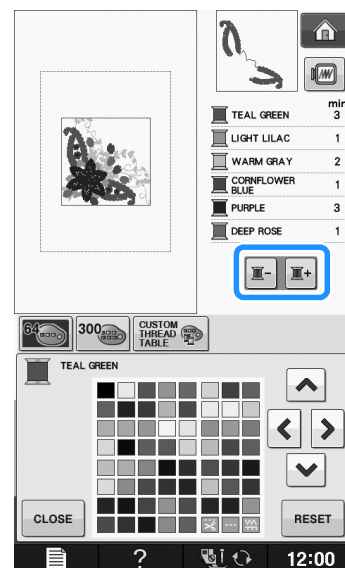 min
TEAL GREEN 3
LIGHT LILAC 1
WARM GRAY 2
CORNFLOWER
BLUE 1
PURPLE 3
DEEP ROSE 1
- +
64 300 CUSTOM
THREAD
TABLE
TEAL GREEN
CLOSE RESET
? 12:00